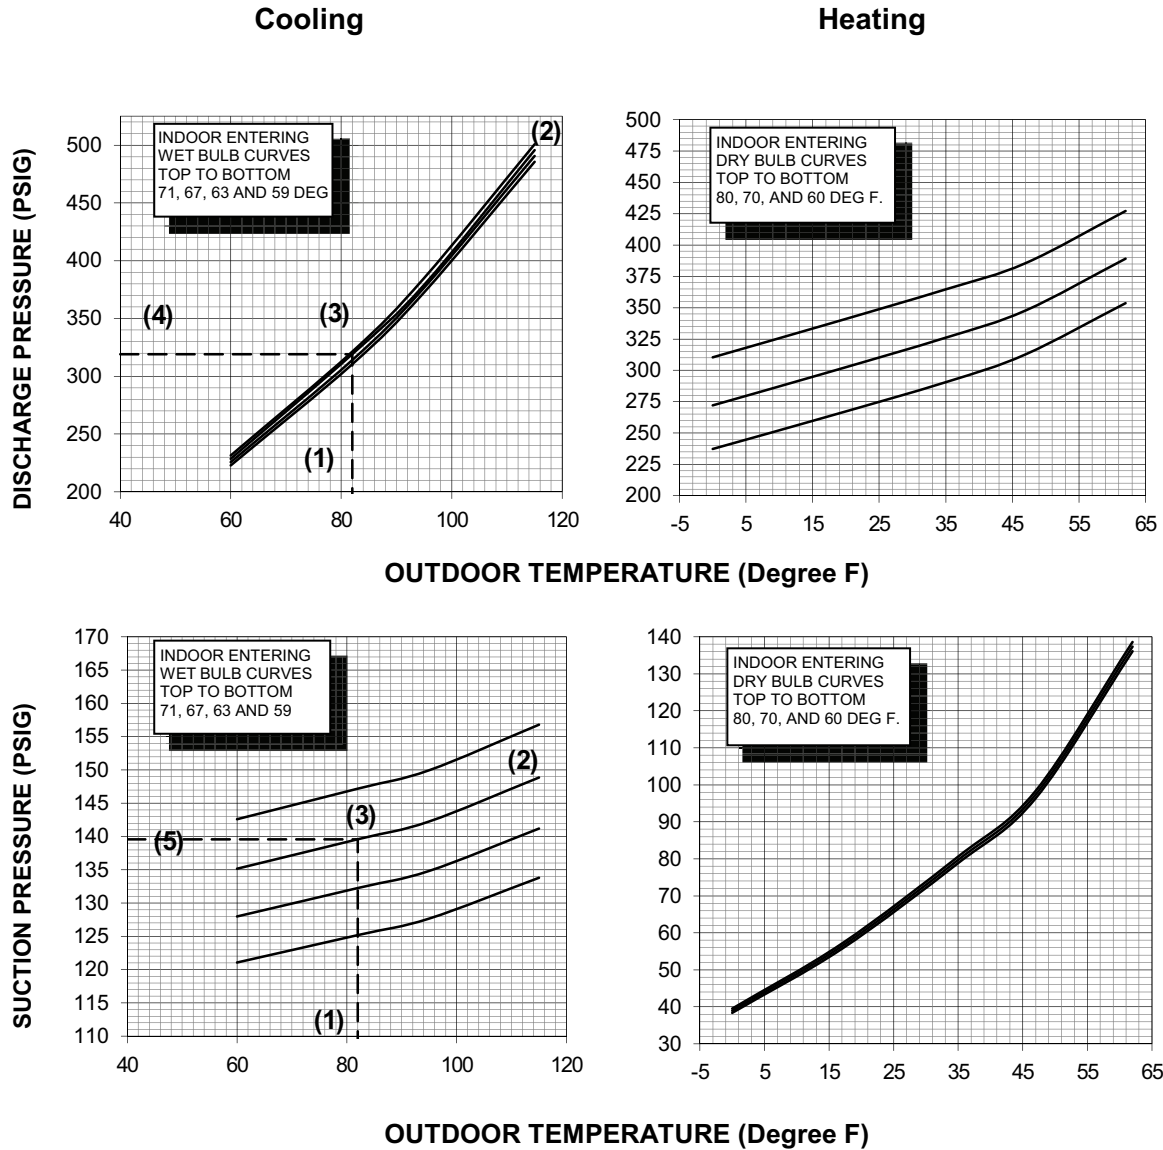 Cooling
Heating
DISCHARGE PRESSURE (PSIG)
500
450
400
350
300
250
200
40 60 80 100 120
INDOOR ENTERING
WET BULB CURVES
TOP TO BOTTOM
71, 67, 63 AND 59 DEG
(2)
(3)
(4)
(1)
500
475
450
425
400
375
350
325
300
275
250
225
200
-5 5 15 25 35 45 55 65
INDOOR ENTERING
DRY BULB CURVES
TOP TO BOTTOM
80, 70, AND 60 DEG F.
OUTDOOR TEMPERATURE (Degree F)
SUCTION PRESSURE (PSIG)
170
165
160
155
150
145
140
135
130
125
120
115
110
40 60 80 100 120
INDOOR ENTERING
WET BULB CURVES
TOP TO BOTTOM
71, 67, 63 AND 59
(2)
(3)
(5)
(1)
140
130
120
110
100
90
80
70
60
50
40
30
-5 5 15 25 35 45 55 65
INDOOR ENTERING
DRY BULB CURVES
TOP TO BOTTOM
80, 70, AND 60 DEG F.
OUTDOOR TEMPERATURE (Degree F)